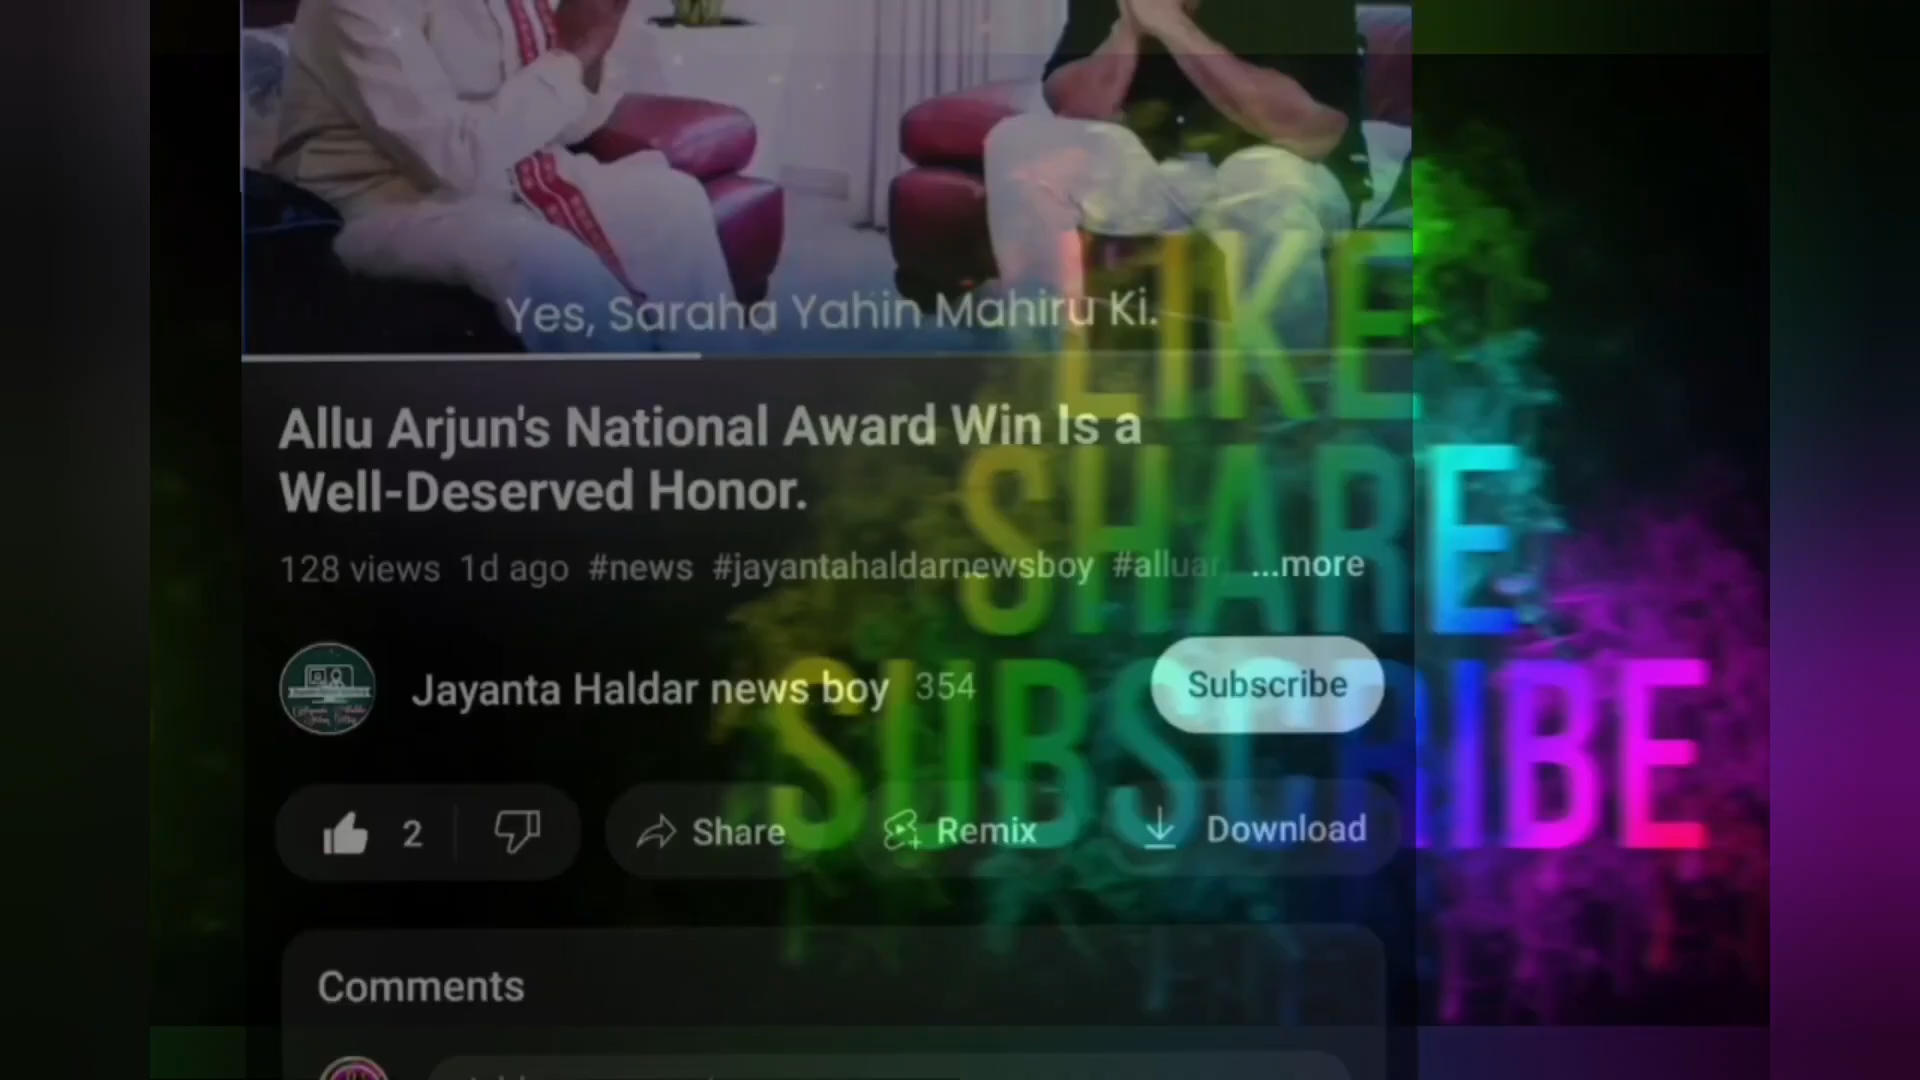 Yes, Saraha Yahin Mahiru Ki.
Allu Arjun's National Award Win Is a
Well-Deserved Honor.
128 views 1d ago #news #jayantahaldarnewsboy #alluar ...more
Jayanta Haldar news boy 354
Subscribe
2
Share
Remix
Download
Comments
LIKE
SHARE
SUBSCRIBE